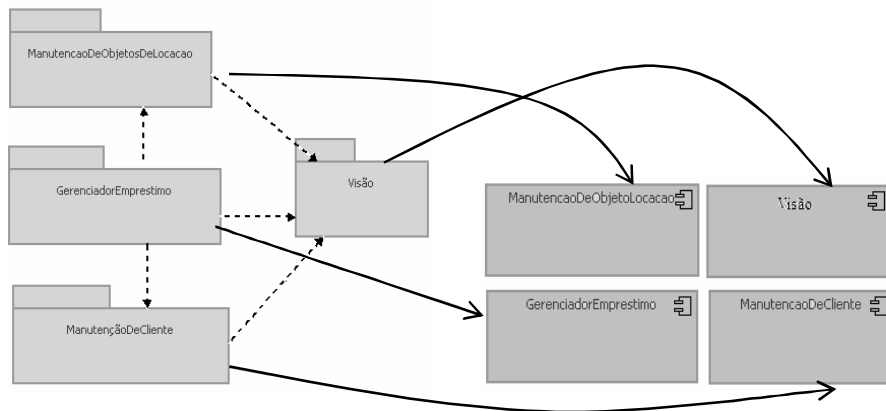 ManutencaoDeObjetosDeLocacao
GerenciadorEmprestimo
Visão
ManutençãoDeCliente
ManutencaoDeObjetoLocacao
Visão
GerenciadorEmprestimo
ManutencaoDeCliente